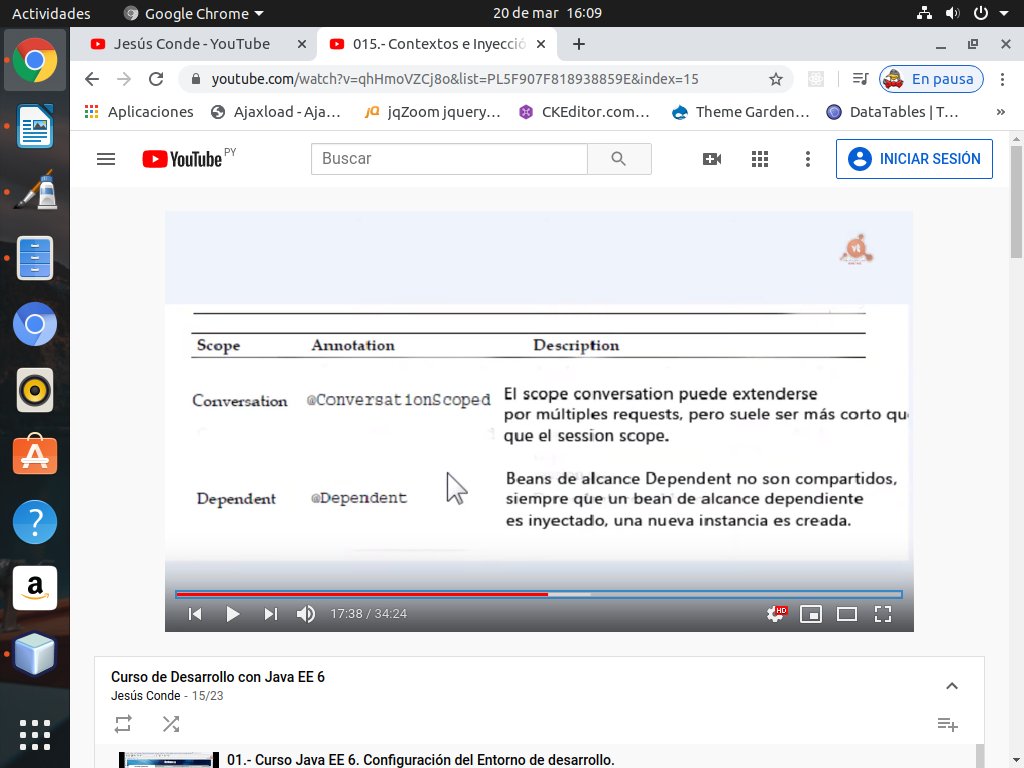 Actividades
Google Chrome
20 de mar 16:09
Jesús Conde - YouTube
015.- Contextos e Inyecció
youtube.com/watch?v=qhHmoVZCj8o&list=PL5F907F818938859E&index=15
En pausa
Aplicaciones
Ajaxload - Aja…
jqZoom jquery…
CKEditor.com…
Theme Garden…
DataTables | T…
»
YouTube PY
Buscar
INICIAR SESIÓN
Scope Annotation Description
Conversation @ConversationScoped El scope conversation puede extenderse
por múltiples requests, pero suele ser más corto qu
que el session scope.
Dependent @Dependent Beans de alcance Dependent no son compartidos,
siempre que un bean de alcance dependiente
es inyectado, una nueva instancia es creada.
17:38 / 34:24
HD
Curso de Desarrollo con Java EE 6
Jesús Conde - 15/23
01.- Curso Java EE 6. Configuración del Entorno de desarrollo.